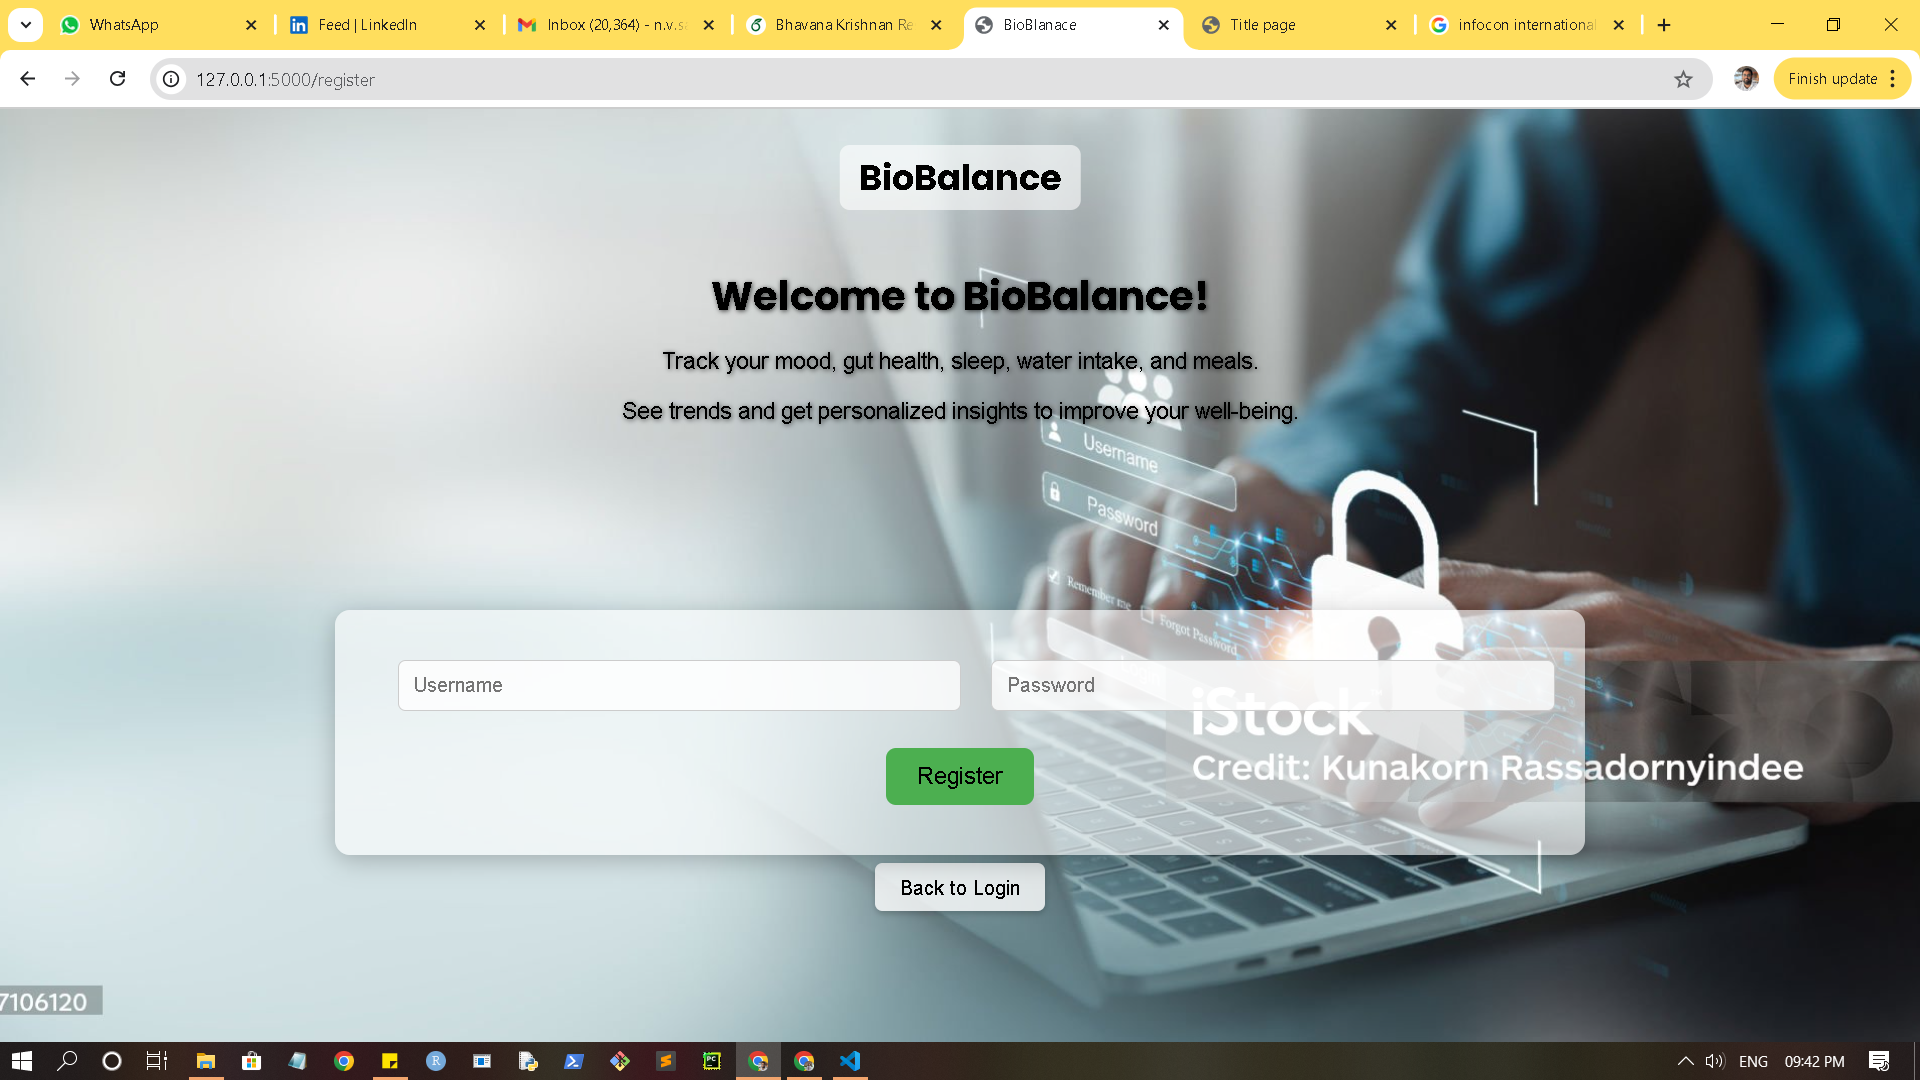 WhatsApp
Feed | LinkedIn
Inbox (20,364) - n.v.s
Bhavana Krishnan Re
BioBlanace
Title page
infocon international
127.0.0.1:5000/register
Finish update
BioBalance
Welcome to BioBalance!
Track your mood, gut health, sleep, water intake, and meals.
See trends and get personalized insights to improve your well-being.
Username
Password
Remember me
Forgot Password
Username
Password
iStock
Credit: Kunakorn Rassadornyindee
Register
Back to Login
7106120
ENG
09:42 PM